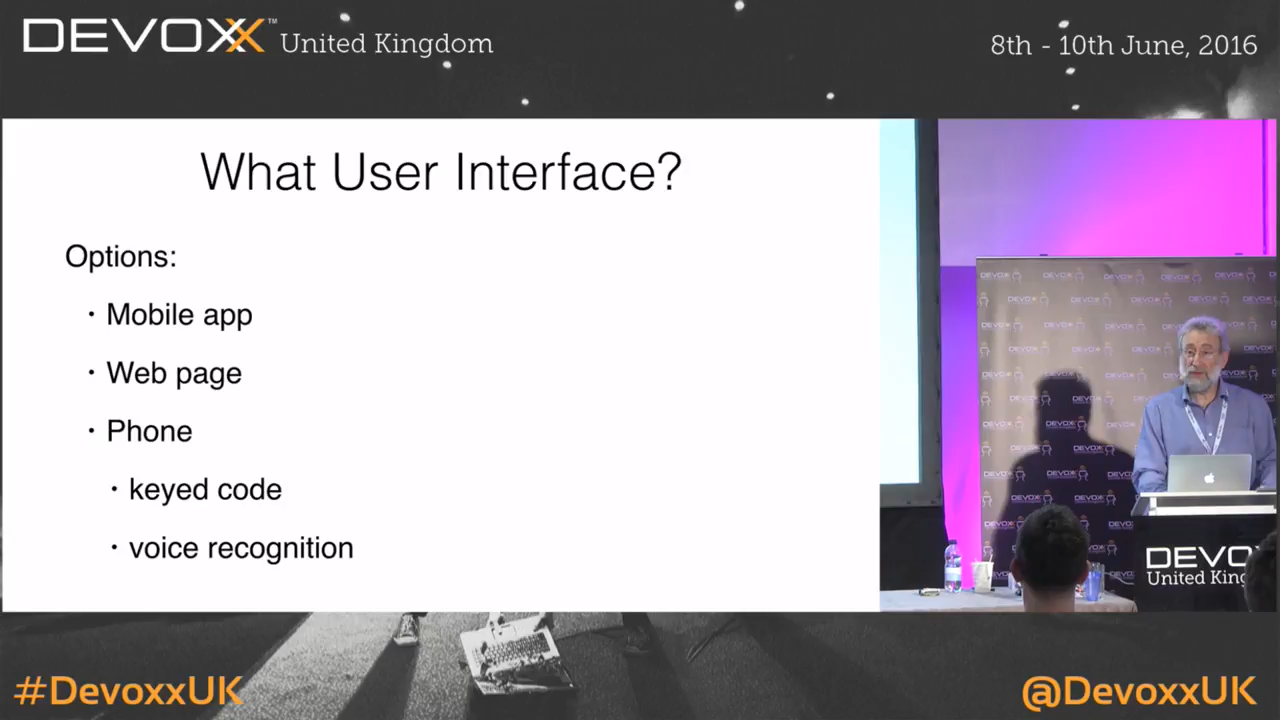 DEVOXX™ United Kingdom
8th - 10th June, 2016
What User Interface?
Options:
· Mobile app
· Web page
· Phone
· keyed code
· voice recognition
DEVOXX
United King
#DevoxxUK
@DevoxxUK